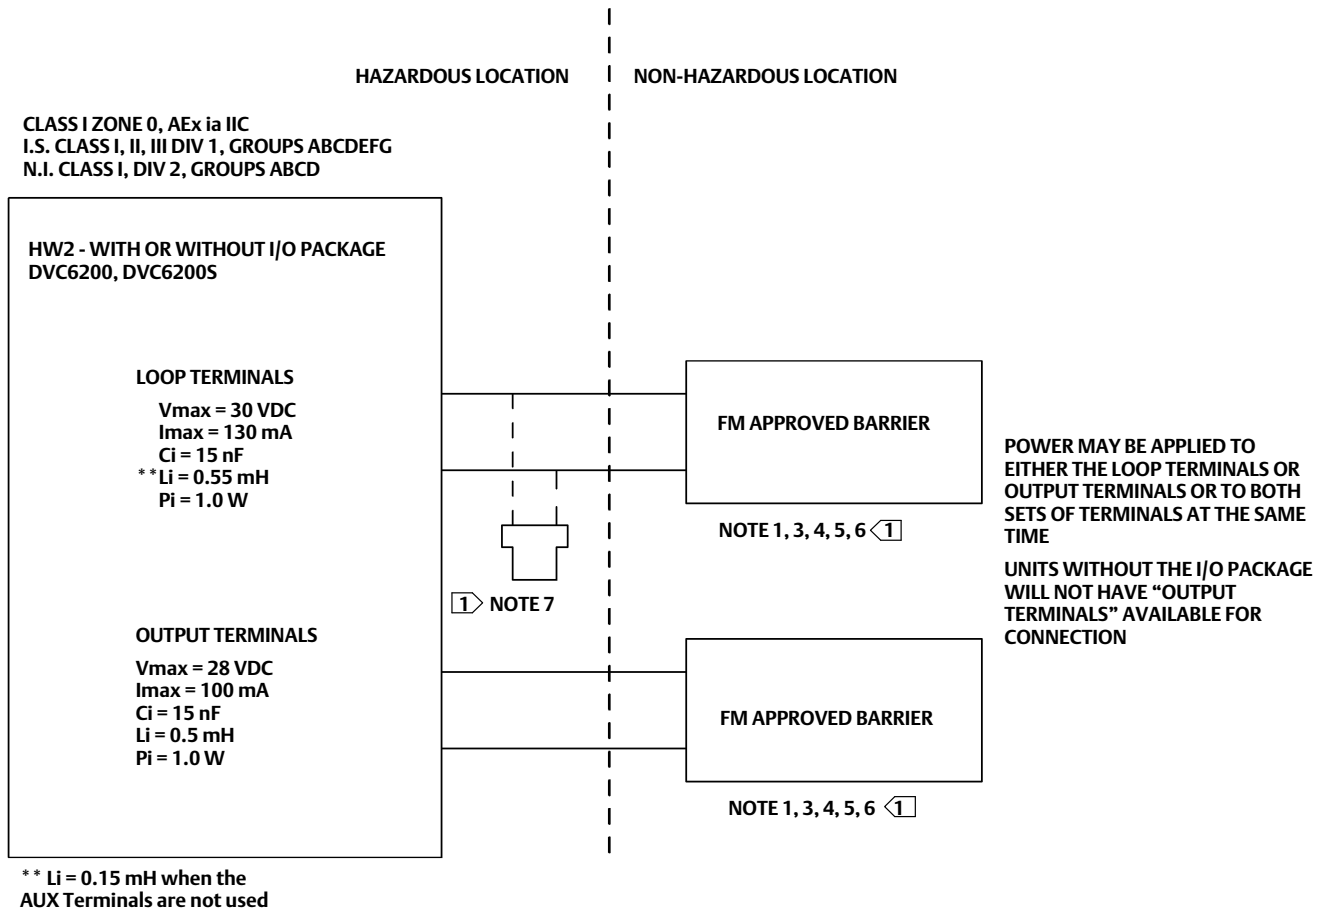 HAZARDOUS LOCATION
NON-HAZARDOUS LOCATION
CLASS I ZONE 0, AEx ia IIC
I.S. CLASS I, II, III DIV 1, GROUPS ABCDEFG
N.I. CLASS I, DIV 2, GROUPS ABCD
HW2 - WITH OR WITHOUT I/O PACKAGE
DVC6200, DVC6200S
LOOP TERMINALS
Vmax = 30 VDC
Imax = 130 mA
Ci = 15 nF
**Li = 0.55 mH
Pi = 1.0 W
FM APPROVED BARRIER
NOTE 1, 3, 4, 5, 6 1
POWER MAY BE APPLIED TO
EITHER THE LOOP TERMINALS OR
OUTPUT TERMINALS OR TO BOTH
SETS OF TERMINALS AT THE SAME
TIME
UNITS WITHOUT THE I/O PACKAGE
WILL NOT HAVE “OUTPUT
TERMINALS” AVAILABLE FOR
CONNECTION
1 NOTE 7
OUTPUT TERMINALS
Vmax = 28 VDC
Imax = 100 mA
Ci = 15 nF
Li = 0.5 mH
Pi = 1.0 W
FM APPROVED BARRIER
NOTE 1, 3, 4, 5, 6 1
** Li = 0.15 mH when the
AUX Terminals are not used